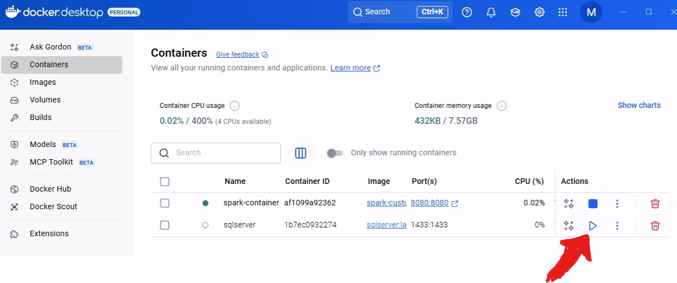 docker.desktop PERSONAL Search Ctrl+K M
Ask Gordon BETA
Containers
Images
Volumes
Builds
Models BETA
MCP Toolkit BETA
Docker Hub
Docker Scout
Extensions
Containers Give feedback
View all your running containers and applications. Learn more
Container CPU usage
0.02% / 400% (4 CPUs available)
Container memory usage
432KB / 7.57GB
Show charts
Search
Only show running containers
Name Container ID Image Port(s) CPU (%) Actions
spark-container af1099a92362 spark-custo 8080:8080 0.02%
sqlserver 1b7ec0932274 sqlserver:la 1433:1433 0%